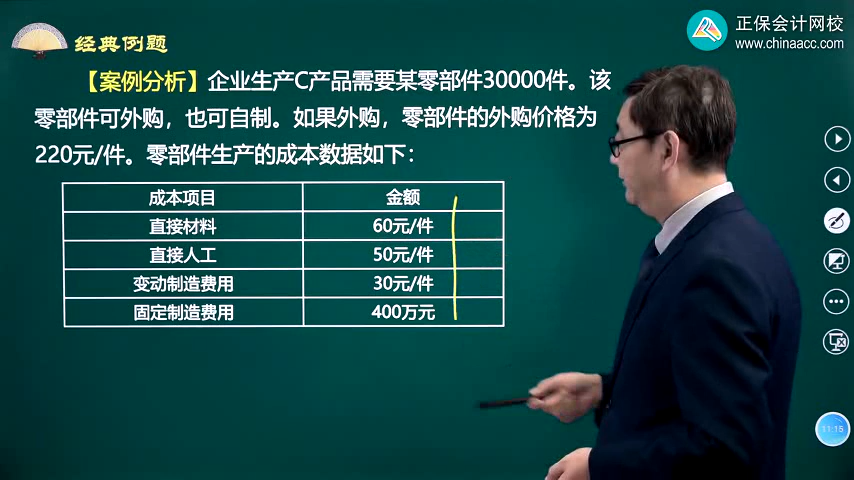 经典例题
正保会计网校
www.chinaacc.com
【案例分析】企业生产C产品需要某零部件30000件。该
零部件可外购，也可自制。如果外购，零部件的外购价格为
220元/件。零部件生产的成本数据如下：
成本项目 金额
直接材料 60元/件
直接人工 50元/件
变动制造费用 30元/件
固定制造费用 400万元
11:15